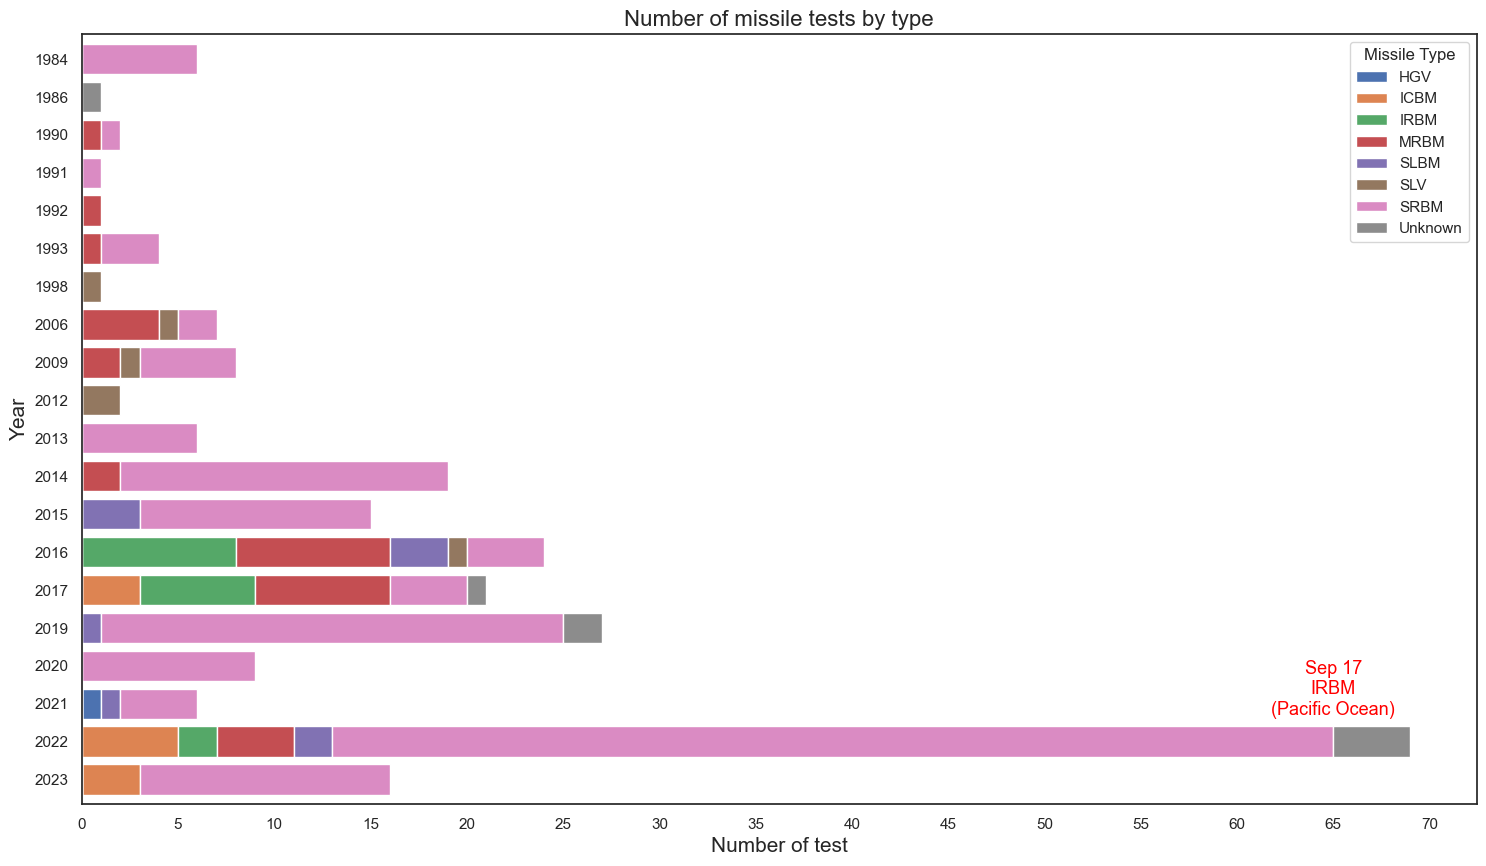 Number of missile tests by type
Missile Type
HGV
ICBM
IRBM
MRBM
SLBM
SLV
SRBM
Unknown
Year
1984
1986
1990
1991
1992
1993
1998
2006
2009
2012
2013
2014
2015
2016
2017
2019
2020
2021
2022
2023
Sep 17
IRBM
(Pacific Ocean)
0 5 10 15 20 25 30 35 40 45 50 55 60 65 70
Number of test